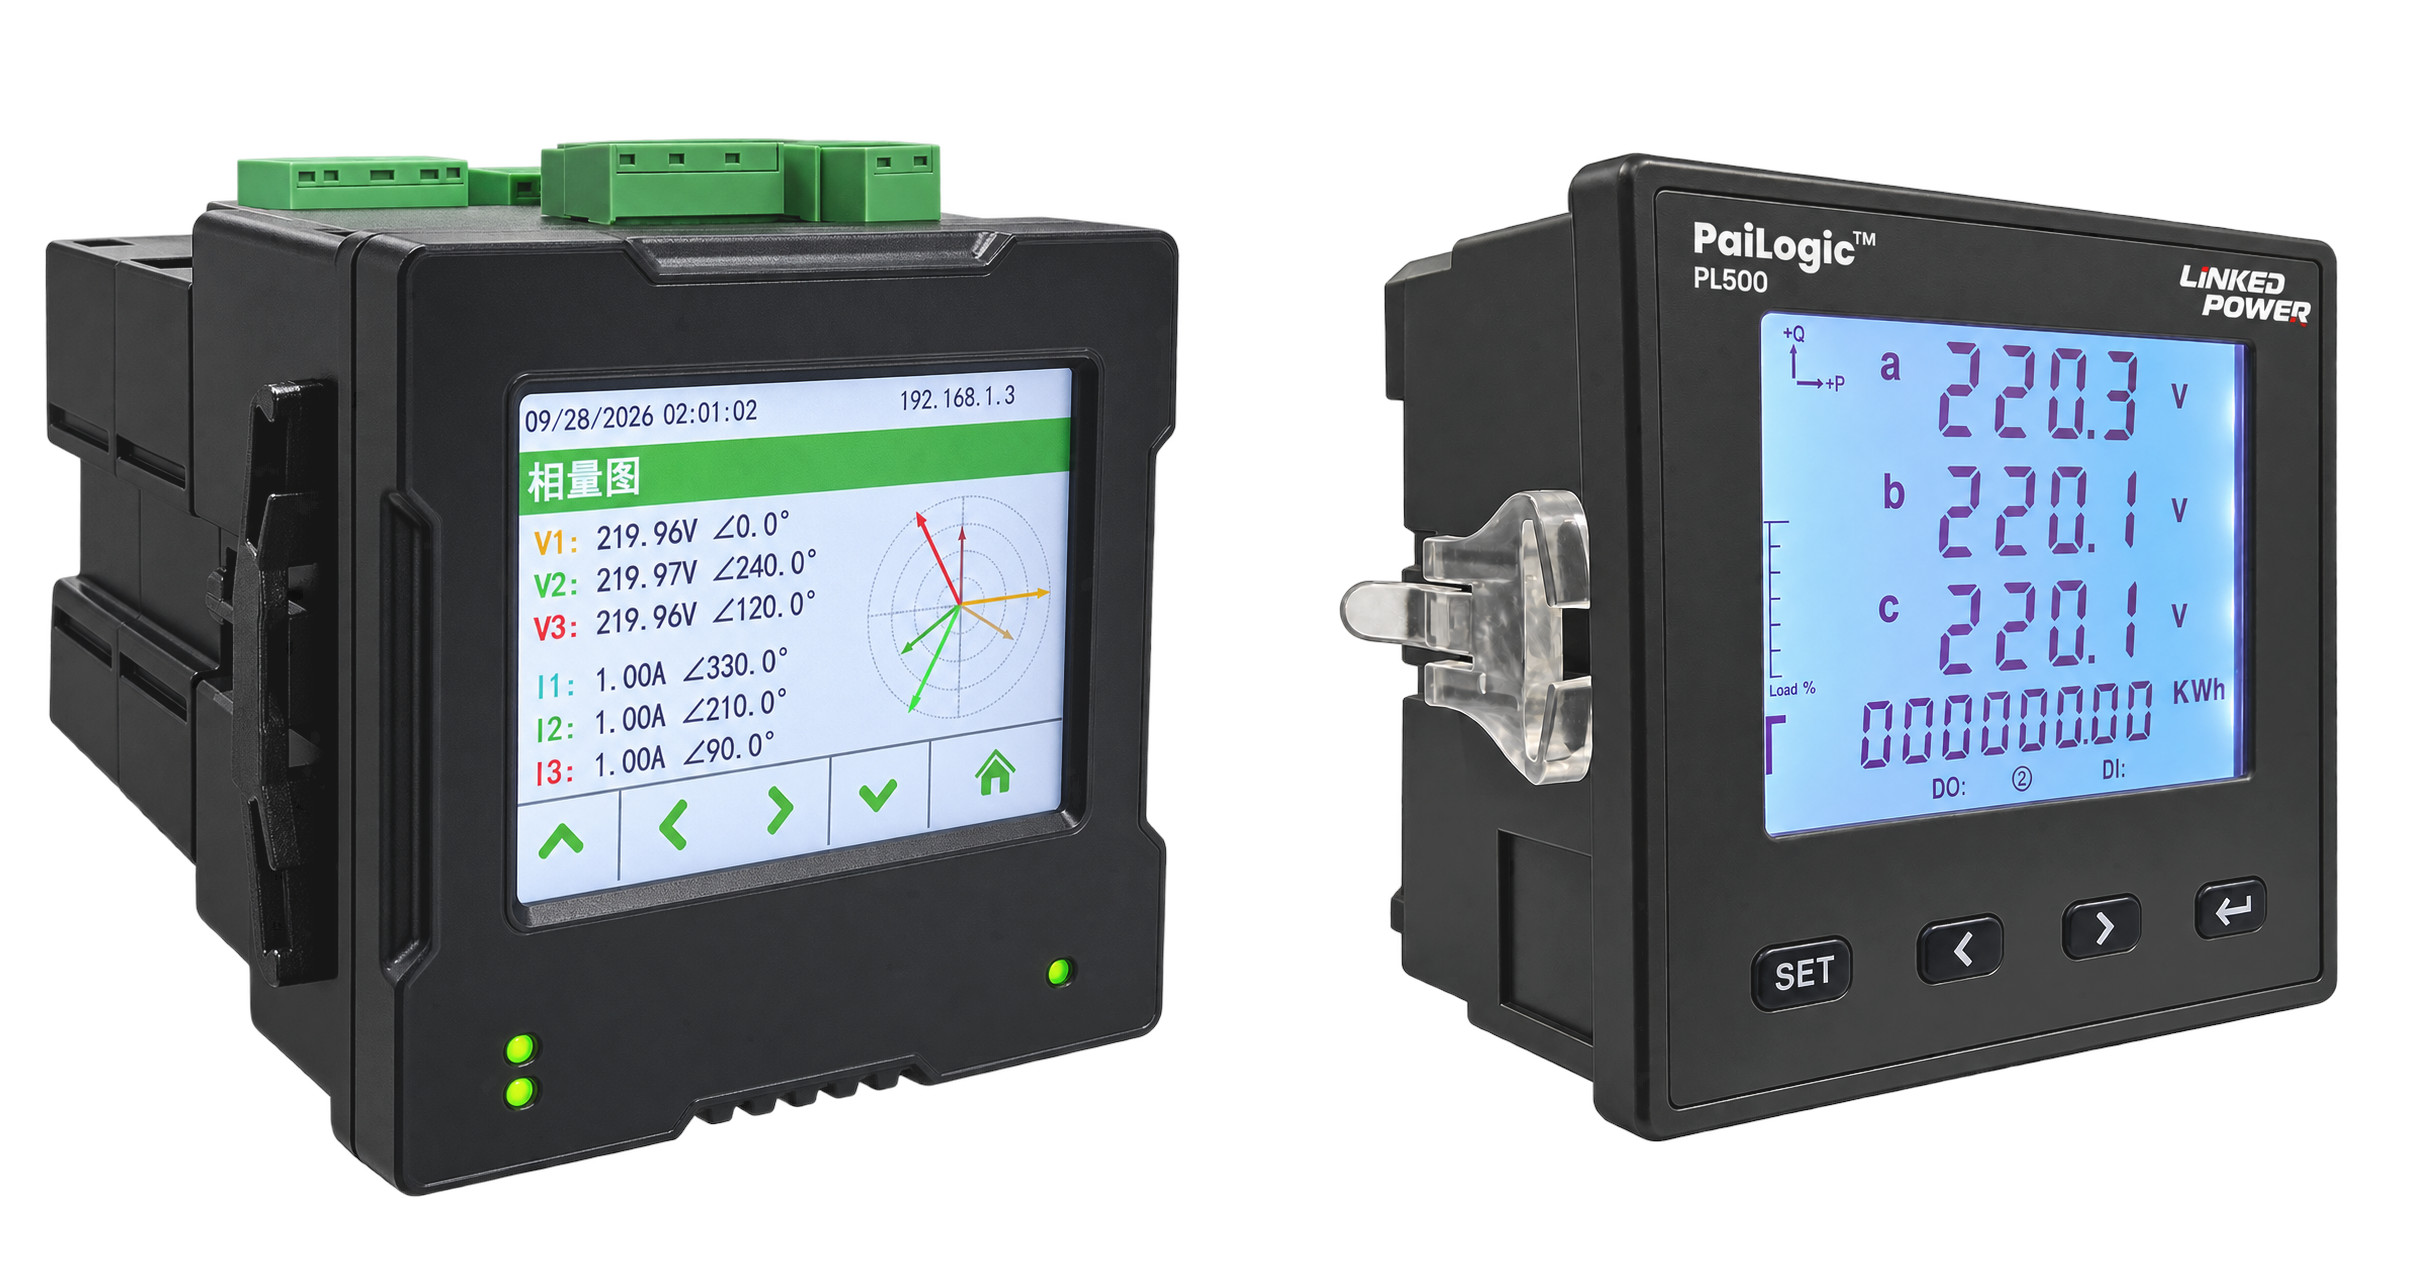 09/28/2026 02:01:02 192.168.1.3
相量图
V1: 219.96V ∠0.0°
V2: 219.97V ∠240.0°
V3: 219.96V ∠120.0°
I1: 1.00A ∠330.0°
I2: 1.00A ∠210.0°
I3: 1.00A ∠90.0°
PaiLogic™
PL500
LINKED
POWER
+Q
+P
a 220.3 V
b 220.1 V
c 220.1 V
Load %
0000000.00 KWh
DO: ② DI:
SET